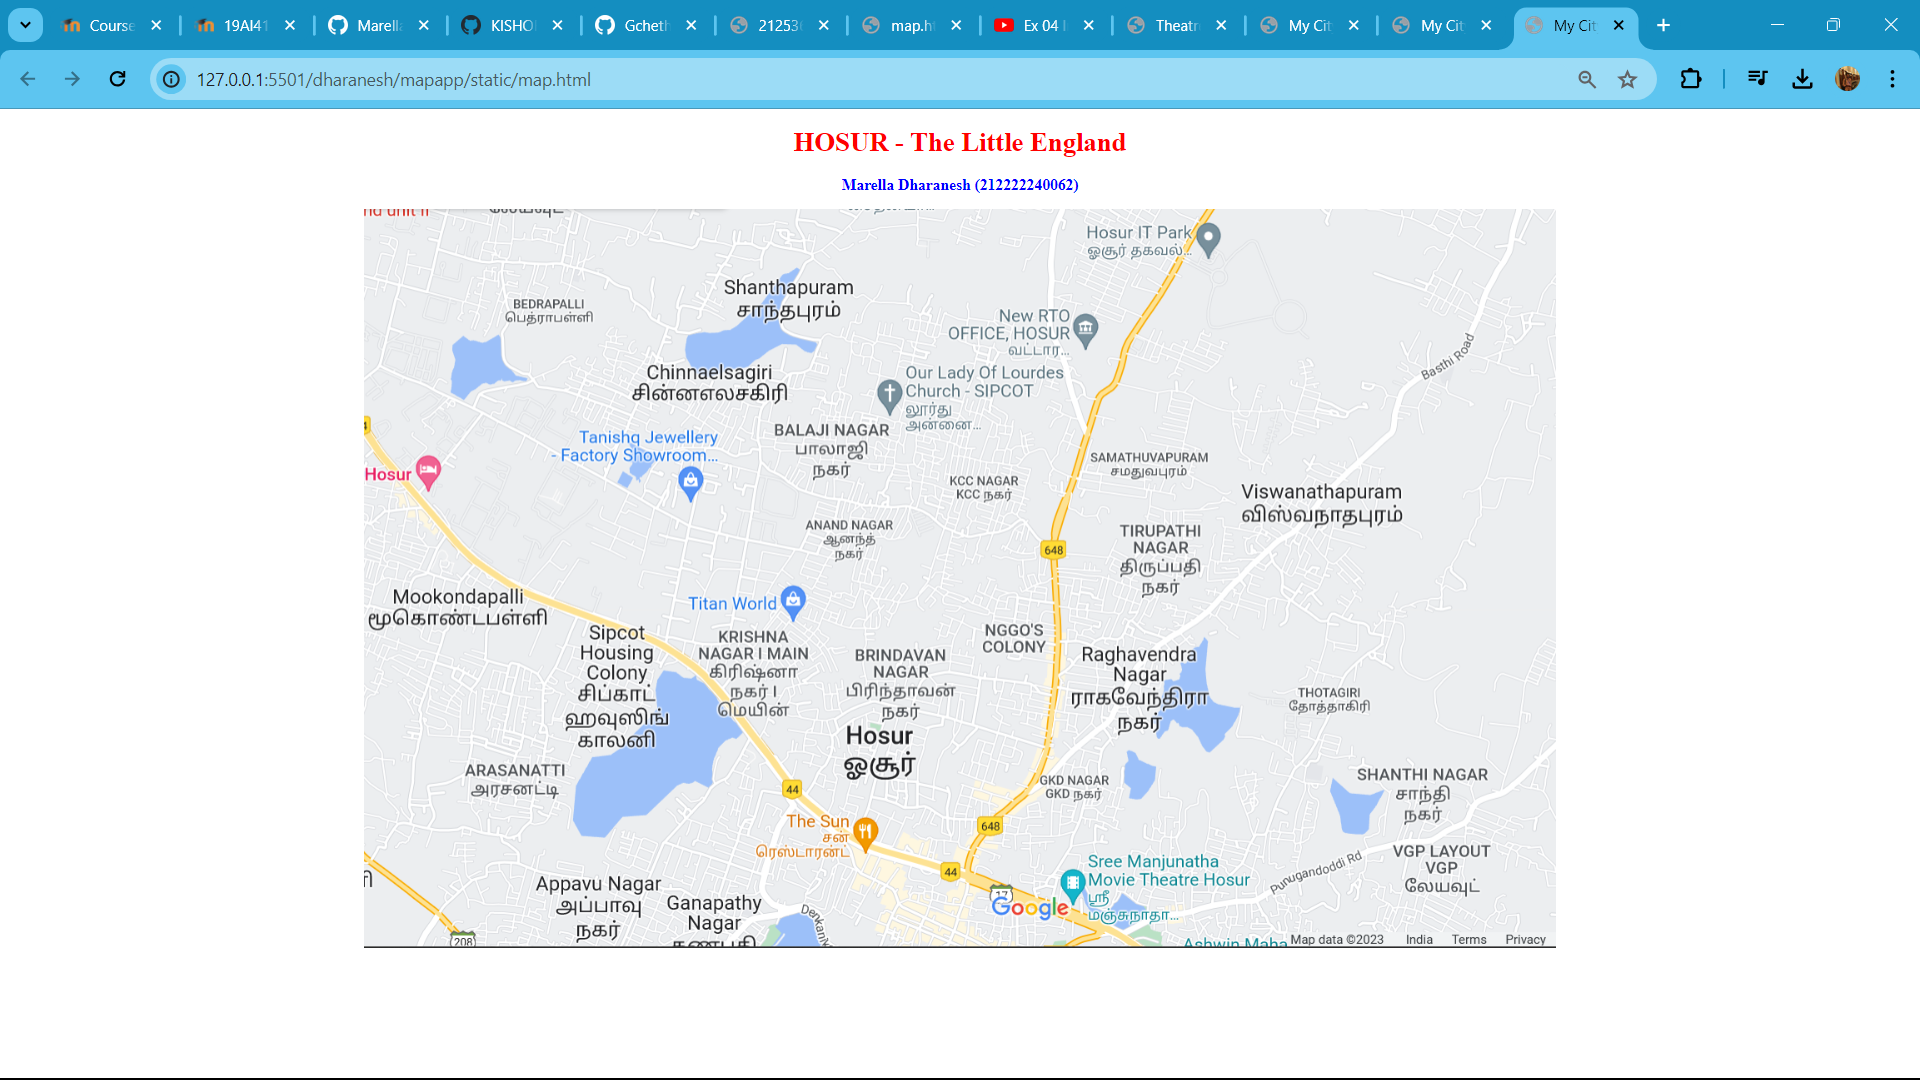 Course
19AI41
Marell
KISHO
Gcheth
21253
map.h
Ex 04
Theatr
My Cit
My Cit
My Cit
127.0.0.1:5501/dharanesh/mapapp/static/map.html
HOSUR - The Little England
Marella Dharanesh (212222240062)
Hosur IT Park
ஓசூர் தகவல்...
Shanthapuram
சாந்தபுரம்
BEDRAPALLI
பெத்ராபள்ளி
New RTO
OFFICE, HOSUR
வட்டார...
Basthi Road
Chinnaelsagiri
சின்னஎலசகிரி
Our Lady Of Lourdes
Church - SIPCOT
லூர்து
அன்னை...
Tanishq Jewellery
- Factory Showroom...
BALAJI NAGAR
பாலாஜி
நகர்
Hosur
KCC NAGAR
KCC நகர்
SAMATHUVAPURAM
சமதுவபுரம்
Viswanathapuram
விஸ்வநாதபுரம்
ANAND NAGAR
ஆனந்த்
நகர்
648
TIRUPATHI
NAGAR
திருப்பதி
நகர்
Mookondapalli
மூகொண்டபள்ளி
Titan World
Sipcot
Housing
Colony
சிப்காட்
ஹவுஸிங்
காலனி
KRISHNA
NAGAR I MAIN
கிரிஷ்னா
நகர் I
மெயின்
BRINDAVAN
NAGAR
பிரிந்தாவன்
நகர்
NGGO'S
COLONY
Raghavendra
Nagar
ராகவேந்திரா
நகர்
THOTAGIRI
தோத்தாகிரி
Hosur
ஓசூர்
ARASANATTI
அரசனட்டி
44
GKD NAGAR
GKD நகர்
SHANTHI NAGAR
சாந்தி
நகர்
The Sun
சன்
ரெஸ்டாரன்ட்
648
44
17
Sree Manjunatha
Movie Theatre Hosur
ஸ்ரீ
மஞ்சுநாதா...
Punugandoddi Rd
VGP LAYOUT
VGP
லேயவுட்
Appavu Nagar
அப்பாவு
நகர்
Ganapathy
Nagar
208
Google
Ashwin Maha
Map data ©2023 India Terms Privacy